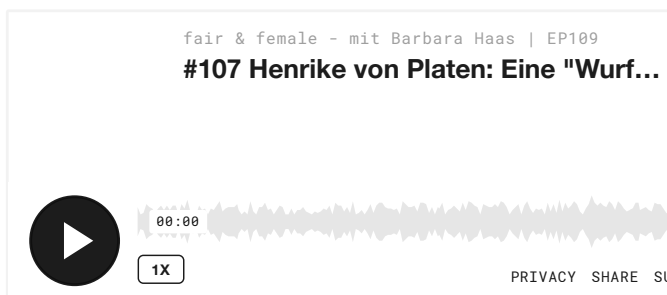 fair & female - mit Barbara Haas | EP109
#107 Henrike von Platen: Eine "Wurf…
00:00
1X
PRIVACY SHARE